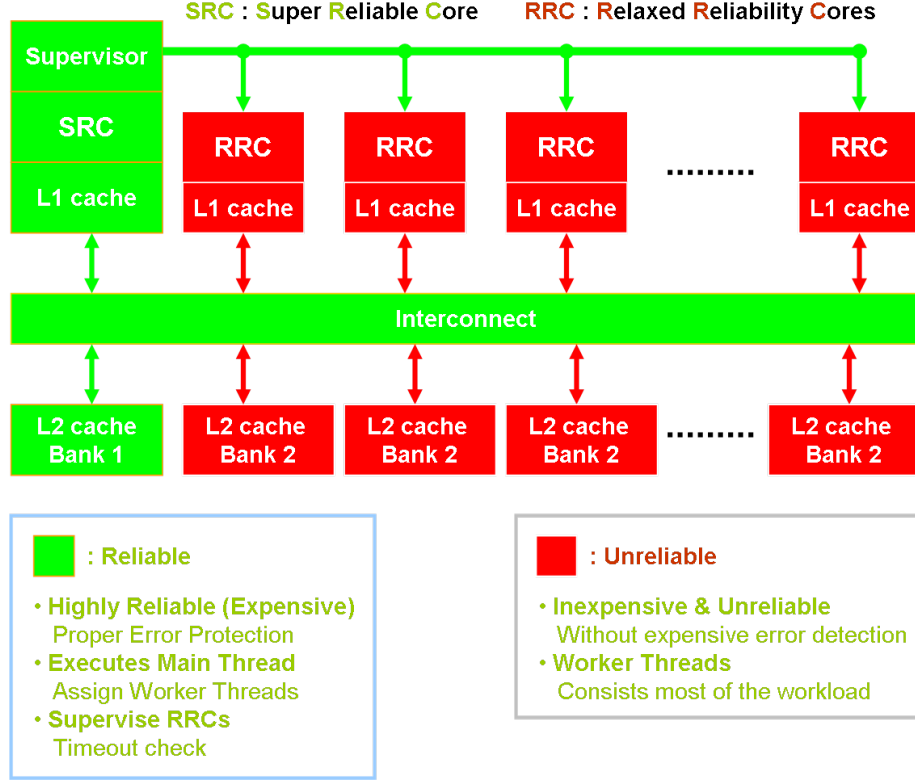 SRC : Super Reliable Core RRC : Relaxed Reliability Cores
Supervisor
SRC
L1 cache
RRC RRC RRC ......... RRC
L1 cache L1 cache L1 cache L1 cache
Interconnect
L2 cache L2 cache L2 cache L2 cache ......... L2 cache
Bank 1 Bank 2 Bank 2 Bank 2 Bank 2
: Reliable
• Highly Reliable (Expensive)
Proper Error Protection
• Executes Main Thread
Assign Worker Threads
• Supervise RRCs
Timeout check
: Unreliable
• Inexpensive & Unreliable
Without expensive error detection
• Worker Threads
Consists most of the workload